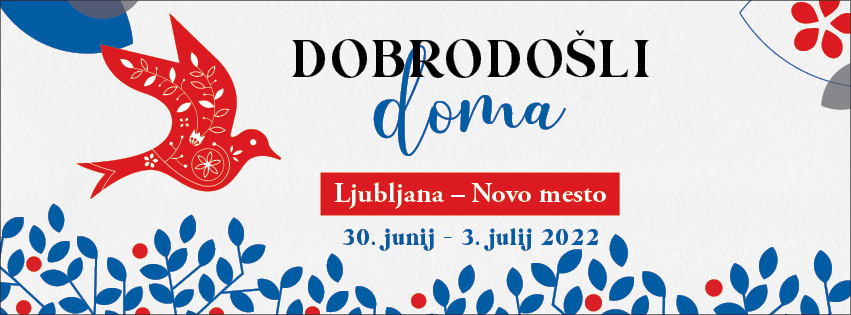 DOBRODOŠLI
doma
Ljubljana – Novo mesto
30. junij - 3. julij 2022